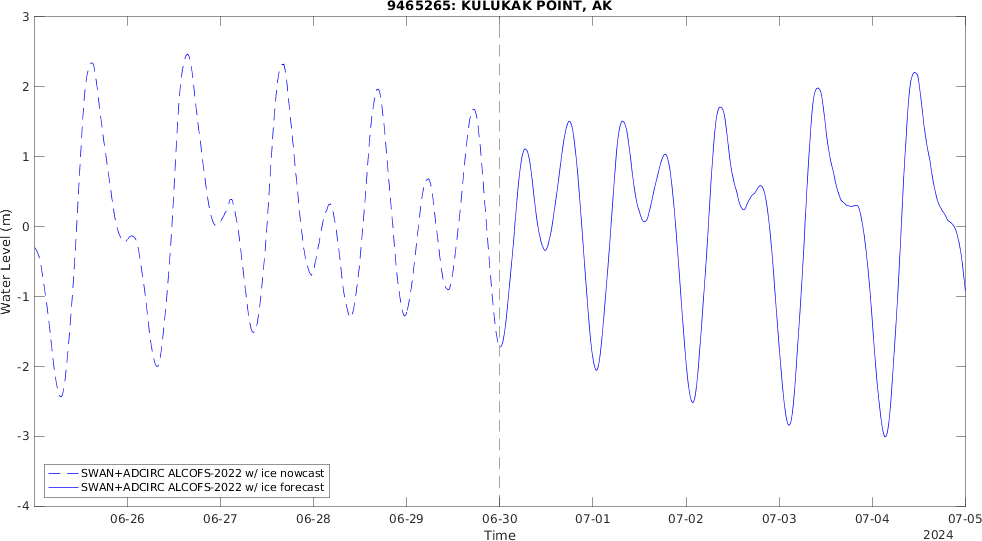 9465265: KULUKAK POINT, AK
3
2
1
0
-1
-2
-3
-4
Water Level (m)
SWAN+ADCIRC ALCOFS-2022 w/ ice nowcast
SWAN+ADCIRC ALCOFS-2022 w/ ice forecast
06-26 06-27 06-28 06-29 06-30 07-01 07-02 07-03 07-04 07-05
Time
2024